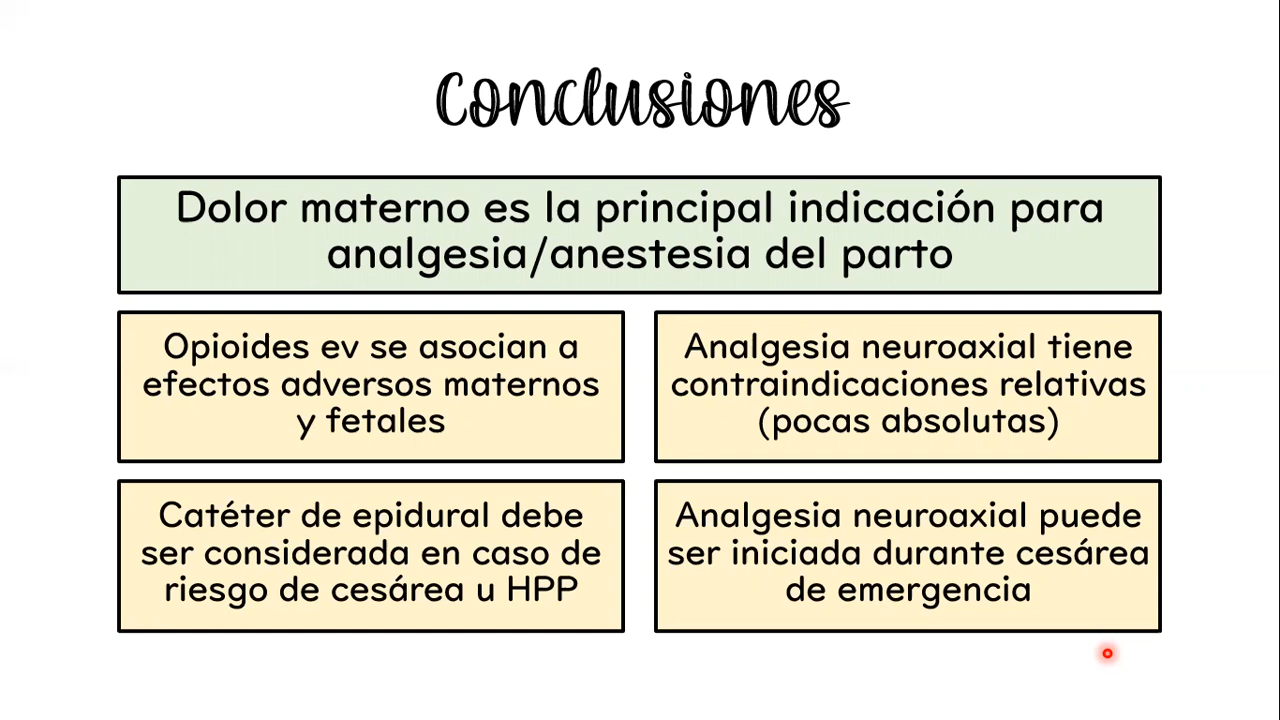 Conclusiones
Dolor materno es la principal indicación para
analgesia/anestesia del parto
Opioides ev se asocian a
efectos adversos maternos
y fetales
Analgesia neuroaxial tiene
contraindicaciones relativas
(pocas absolutas)
Catéter de epidural debe
ser considerada en caso de
riesgo de cesárea u HPP
Analgesia neuroaxial puede
ser iniciada durante cesárea
de emergencia